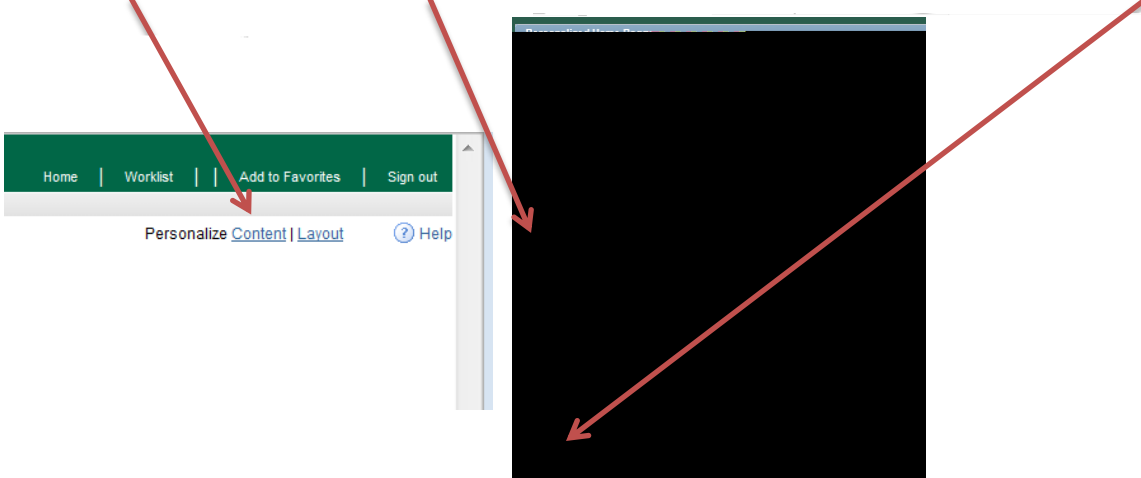 Home | Worklist | | Add to Favorites | Sign out
Personalize Content | Layout ? Help